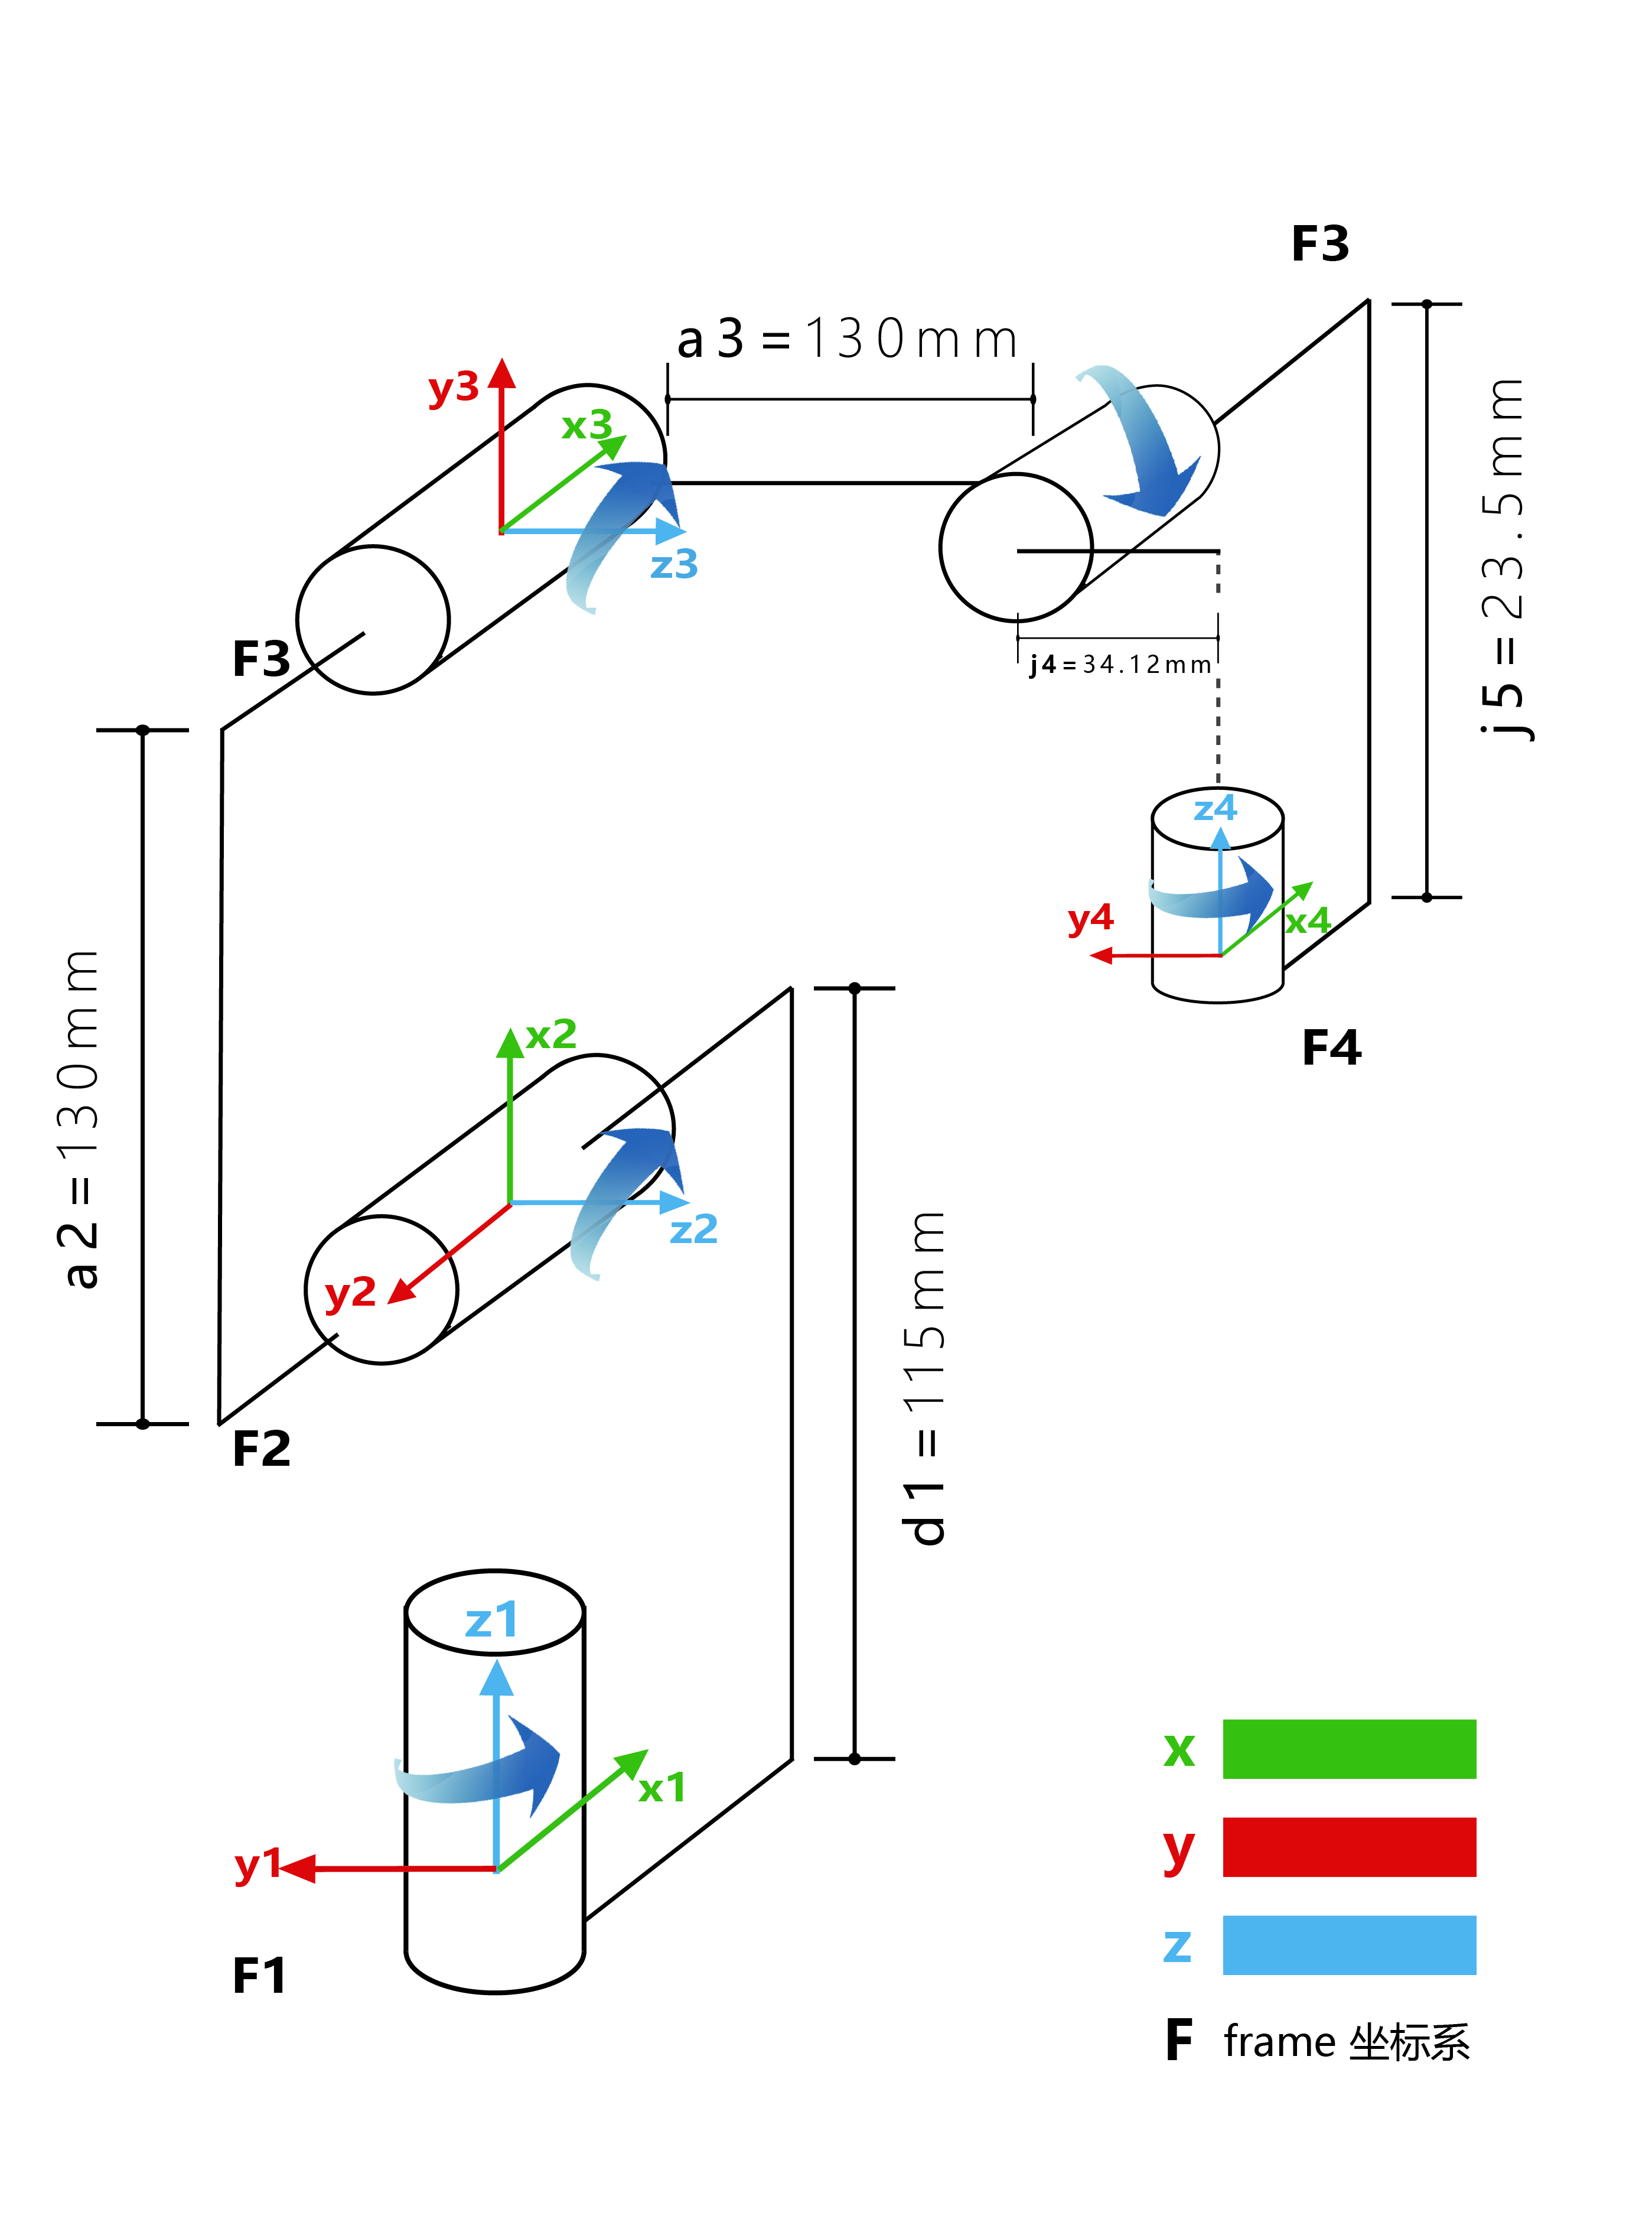 F3
a3=130mm
y3
x3
z3
F3
j4=34.12mm
j5=23.5mm
z4
y4
x4
F4
a2=130mm
x2
z2
y2
F2
d1=115mm
z1
x1
y1
F1
x
y
z
F frame 坐标系